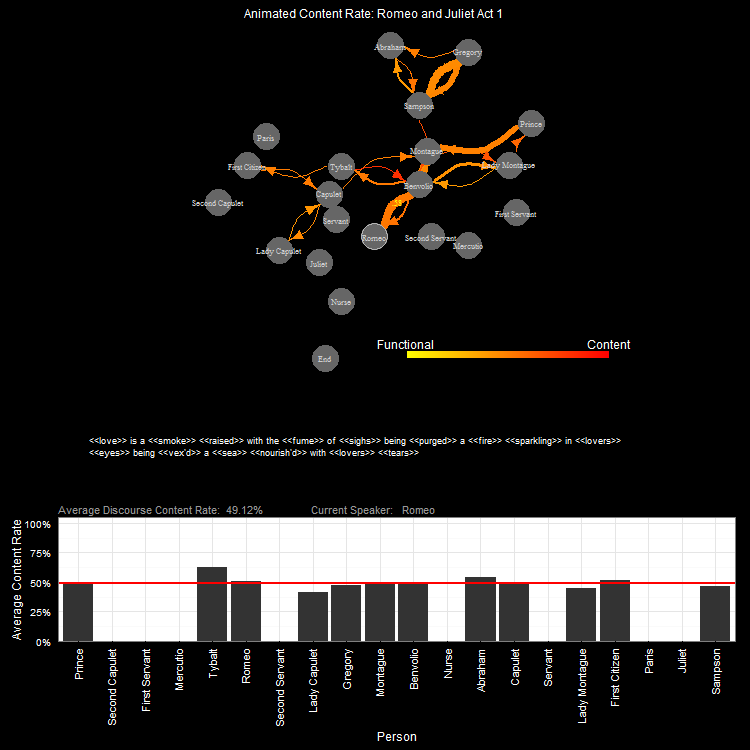 Animated Content Rate: Romeo and Juliet Act 1
Abraham
Gregory
Sampson
Prince
Paris
Montague
First Citizen
Tybalt
Lady Montague
Benvolio
Capulet
Second Capulet
38
First Servant
Servant
Romeo
Second Servant
Mercutio
Lady Capulet
Juliet
Nurse
End
Functional Content
<<love>> is a <<smoke>> <<raised>> with the <<fume>> of <<sighs>> being <<purged>> a <<fire>> <<sparkling>> in <<lovers>>
<<eyes>> being <<vex'd>> a <<sea>> <<nourish'd>> with <<lovers>> <<tears>>
Average Discourse Content Rate: 49.12% Current Speaker: Romeo
Average Content Rate
100%
75%
50%
25%
0%
Prince
Second Capulet
First Servant
Mercutio
Tybalt
Romeo
Second Servant
Lady Capulet
Gregory
Montague
Benvolio
Nurse
Abraham
Capulet
Servant
Lady Montague
First Citizen
Paris
Juliet
Sampson
Person